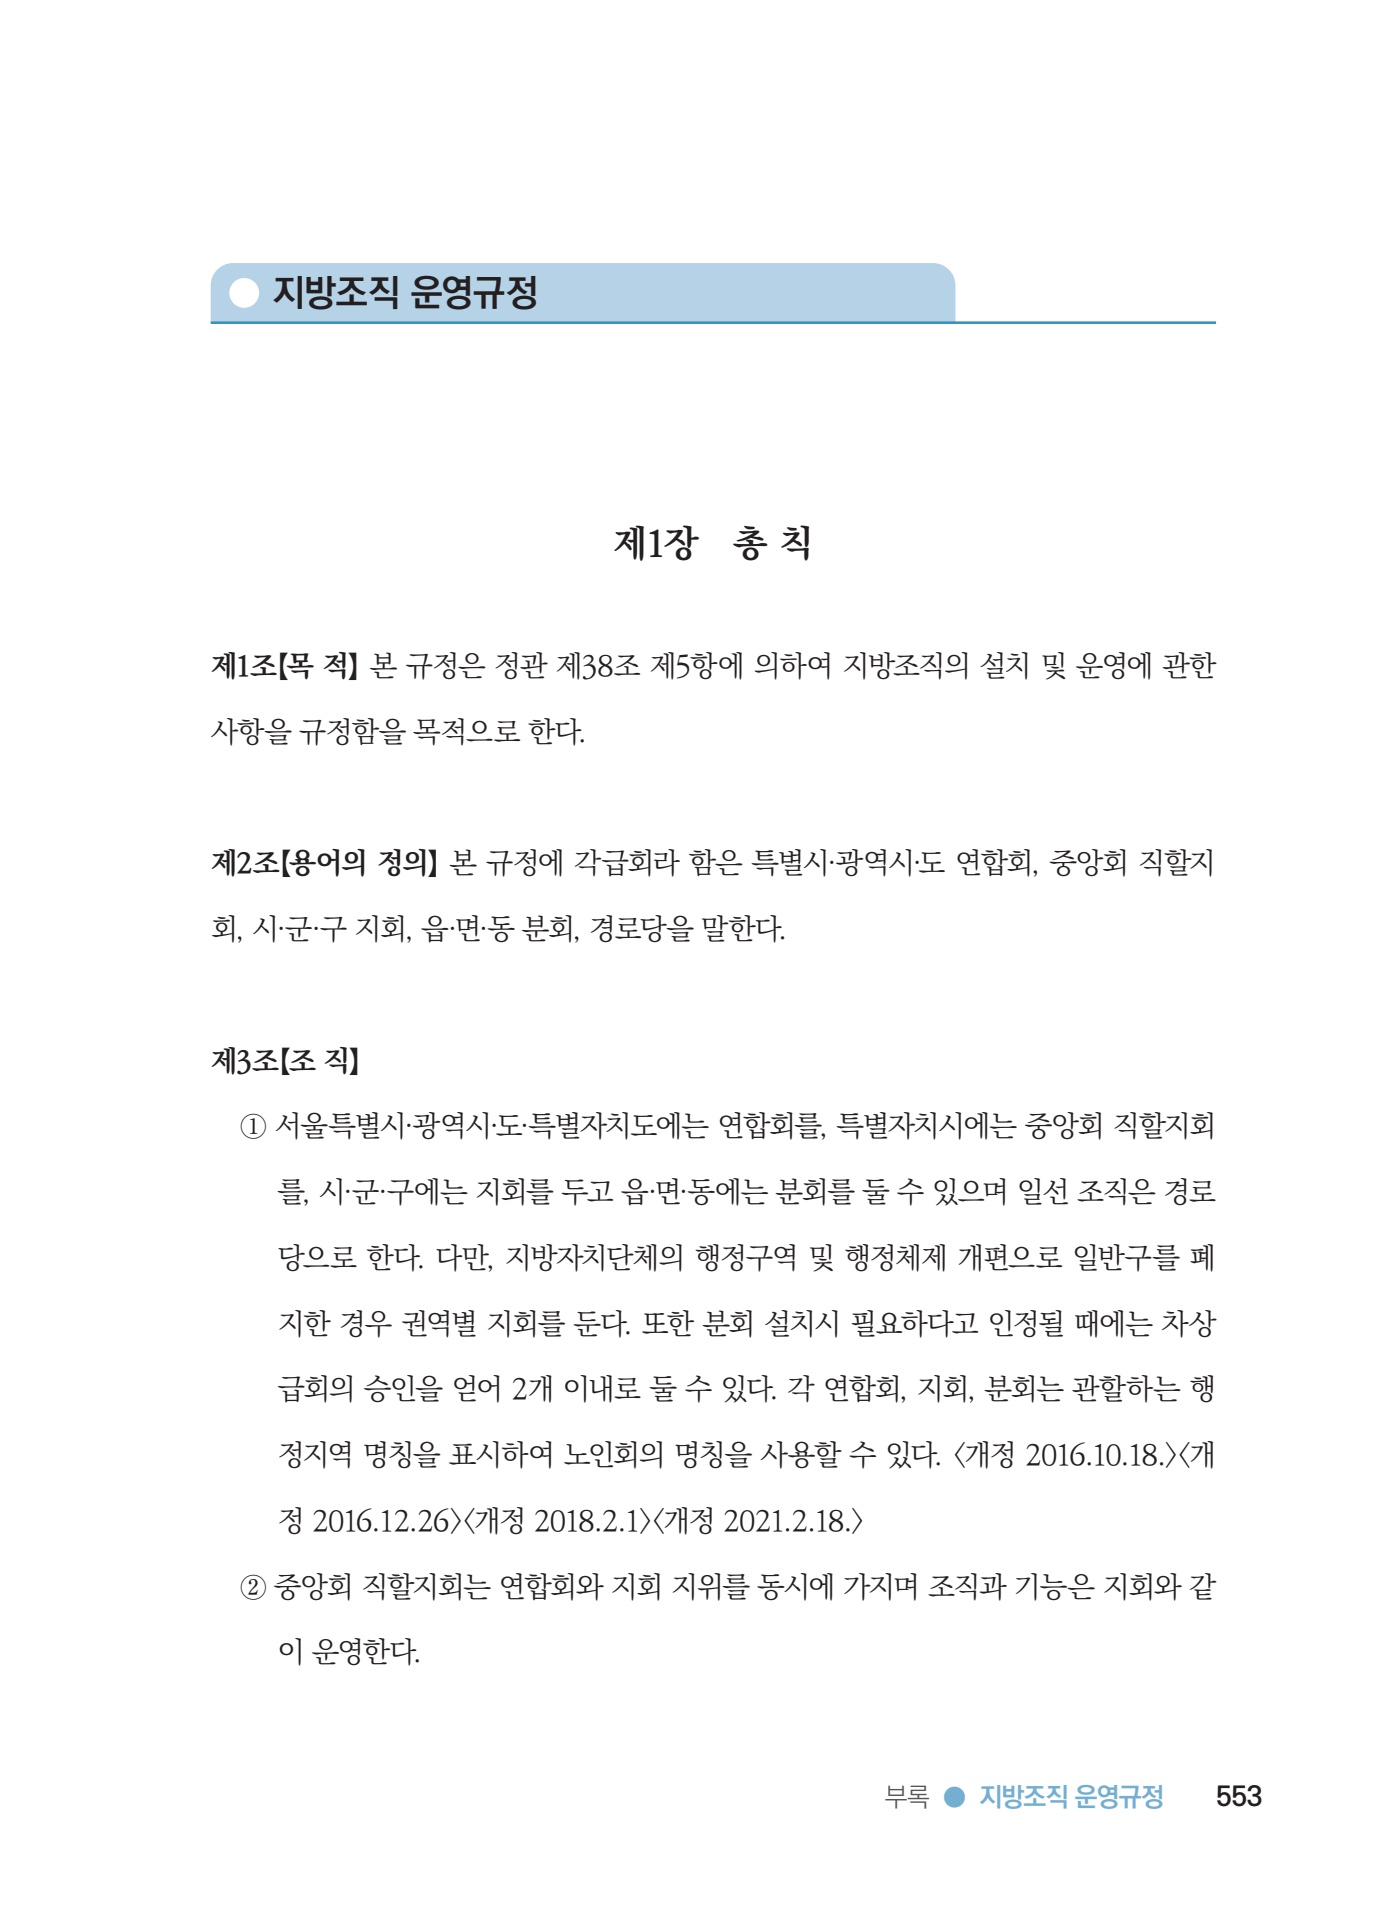 지방조직 운영규정
제1장 총 칙
제1조【목 적】 본 규정은 정관 제38조 제5항에 의하여 지방조직의 설치 및 운영에 관한
사항을 규정함을 목적으로 한다.
제2조【용어의 정의】 본 규정에 각급회라 함은 특별시·광역시·도 연합회, 중앙회 직할지
회, 시·군·구 지회, 읍·면·동 분회, 경로당을 말한다.
제3조【조 직】
① 서울특별시·광역시·도·특별자치도에는 연합회를, 특별자치시에는 중앙회 직할지회
를, 시·군·구에는 지회를 두고 읍·면·동에는 분회를 둘 수 있으며 일선 조직은 경로
당으로 한다. 다만, 지방자치단체의 행정구역 및 행정체제 개편으로 일반구를 폐
지한 경우 권역별 지회를 둔다. 또한 분회 설치시 필요하다고 인정될 때에는 차상
급회의 승인을 얻어 2개 이내로 둘 수 있다. 각 연합회, 지회, 분회는 관할하는 행
정지역 명칭을 표시하여 노인회의 명칭을 사용할 수 있다. 〈개정 2016.10.18.〉〈개
정 2016.12.26〉〈개정 2018.2.1〉〈개정 2021.2.18.〉
② 중앙회 직할지회는 연합회와 지회 지위를 동시에 가지며 조직과 기능은 지회와 같
이 운영한다.
부록 ● 지방조직 운영규정 553